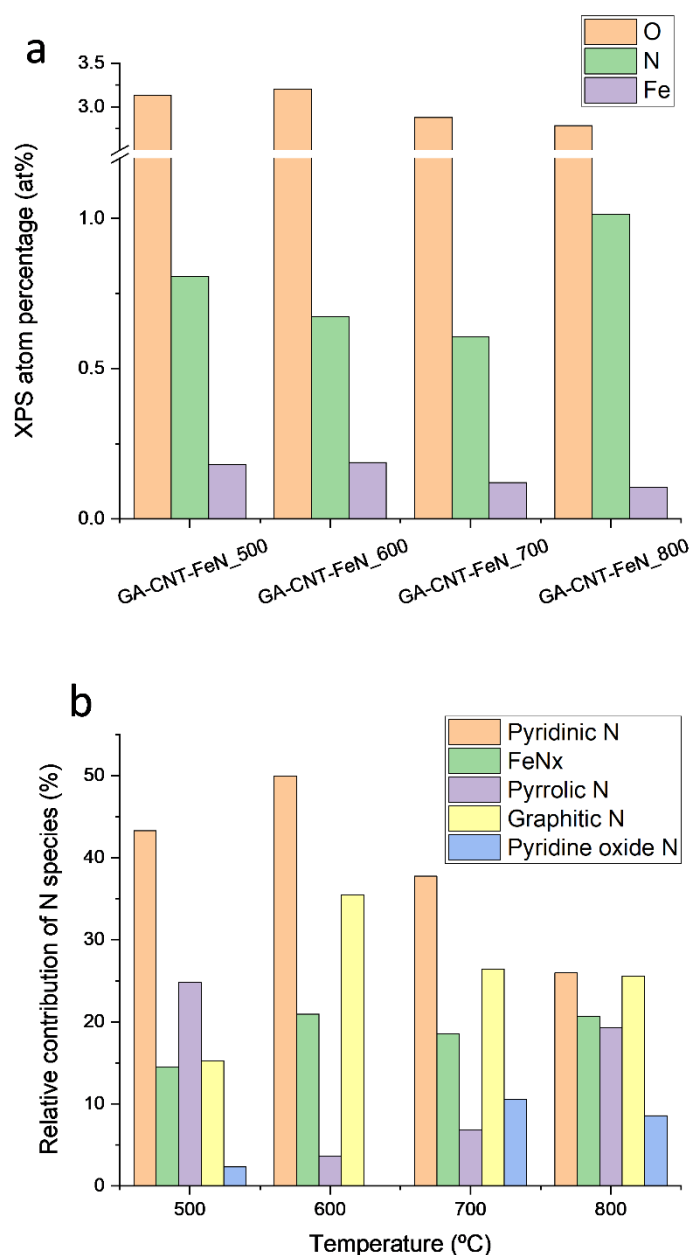 a
O
N
Fe
XPS atom percentage (at%)
3.5
3.0
1.0
0.5
0.0
GA-CNT-FeN_500
GA-CNT-FeN_600
GA-CNT-FeN_700
GA-CNT-FeN_800
b
Pyridinic N
FeNx
Pyrrolic N
Graphitic N
Pyridine oxide N
Relative contribution of N species (%)
50
40
30
20
10
0
500 600 700 800
Temperature (ºC)